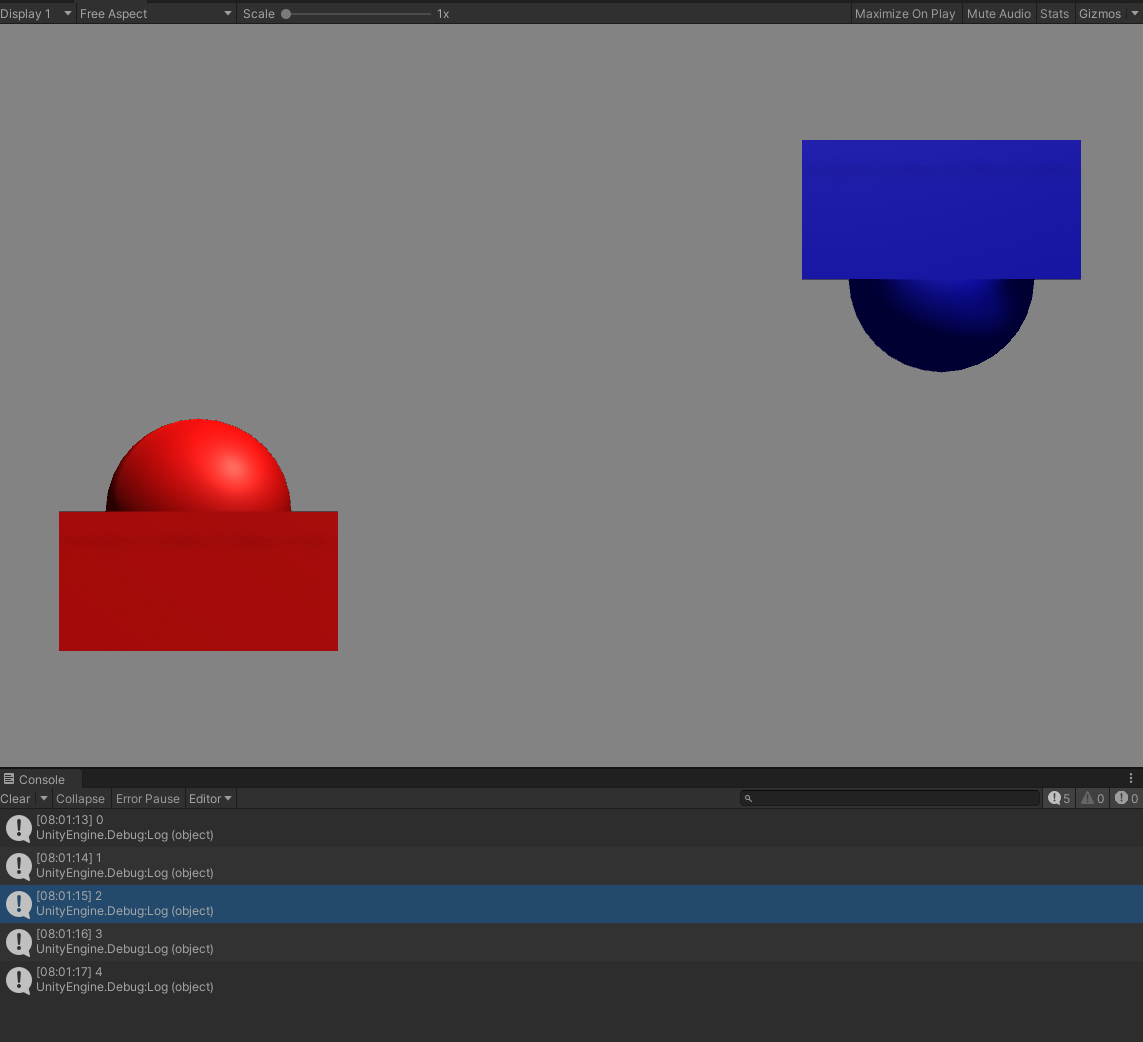 Display 1 Free Aspect Scale 1x Maximize On Play Mute Audio Stats Gizmos
Console
Clear Collapse Error Pause Editor 5 0 0
[08:01:13] 0
UnityEngine.Debug:Log (object)
[08:01:14] 1
UnityEngine.Debug:Log (object)
[08:01:15] 2
UnityEngine.Debug:Log (object)
[08:01:16] 3
UnityEngine.Debug:Log (object)
[08:01:17] 4
UnityEngine.Debug:Log (object)